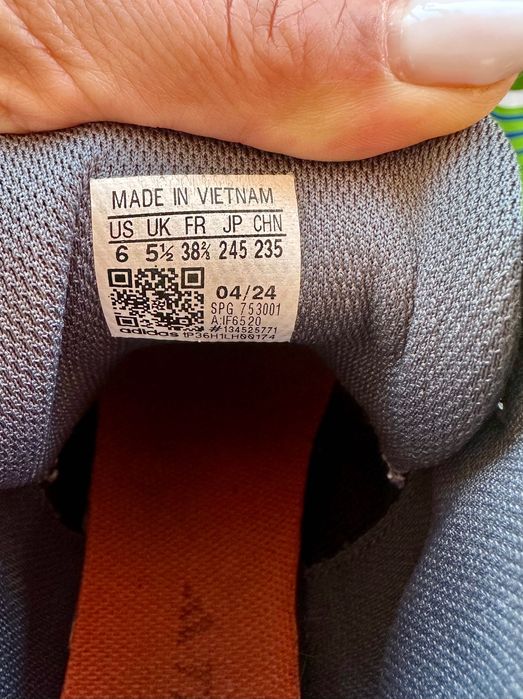 MADE IN VIETNAM
US UK FR JP CHN
6 5½ 38⅔ 245 235
04/24
SPG 753001
A:IF6520
#134525771
adidas 1P36H1LH00174